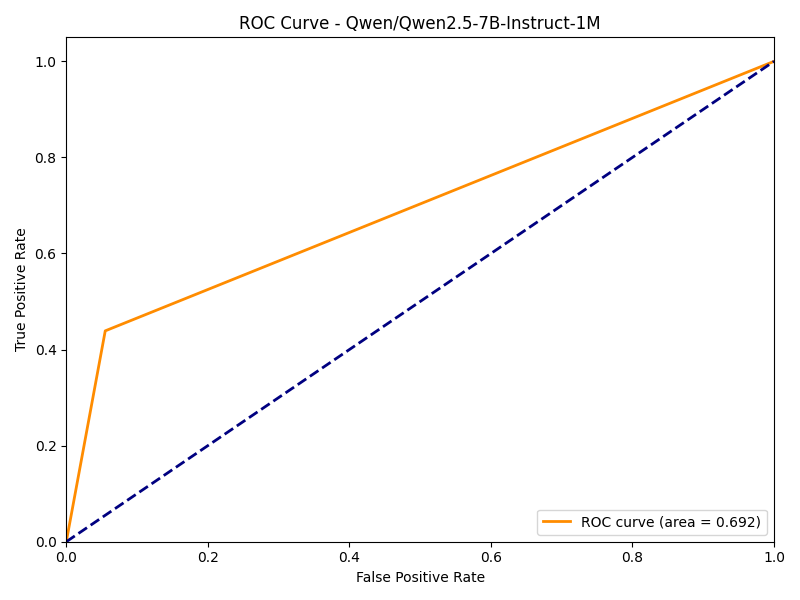 ROC Curve - Qwen/Qwen2.5-7B-Instruct-1M
True Positive Rate
1.0
0.8
0.6
0.4
0.2
0.0
ROC curve (area = 0.692)
0.0 0.2 0.4 0.6 0.8 1.0
False Positive Rate